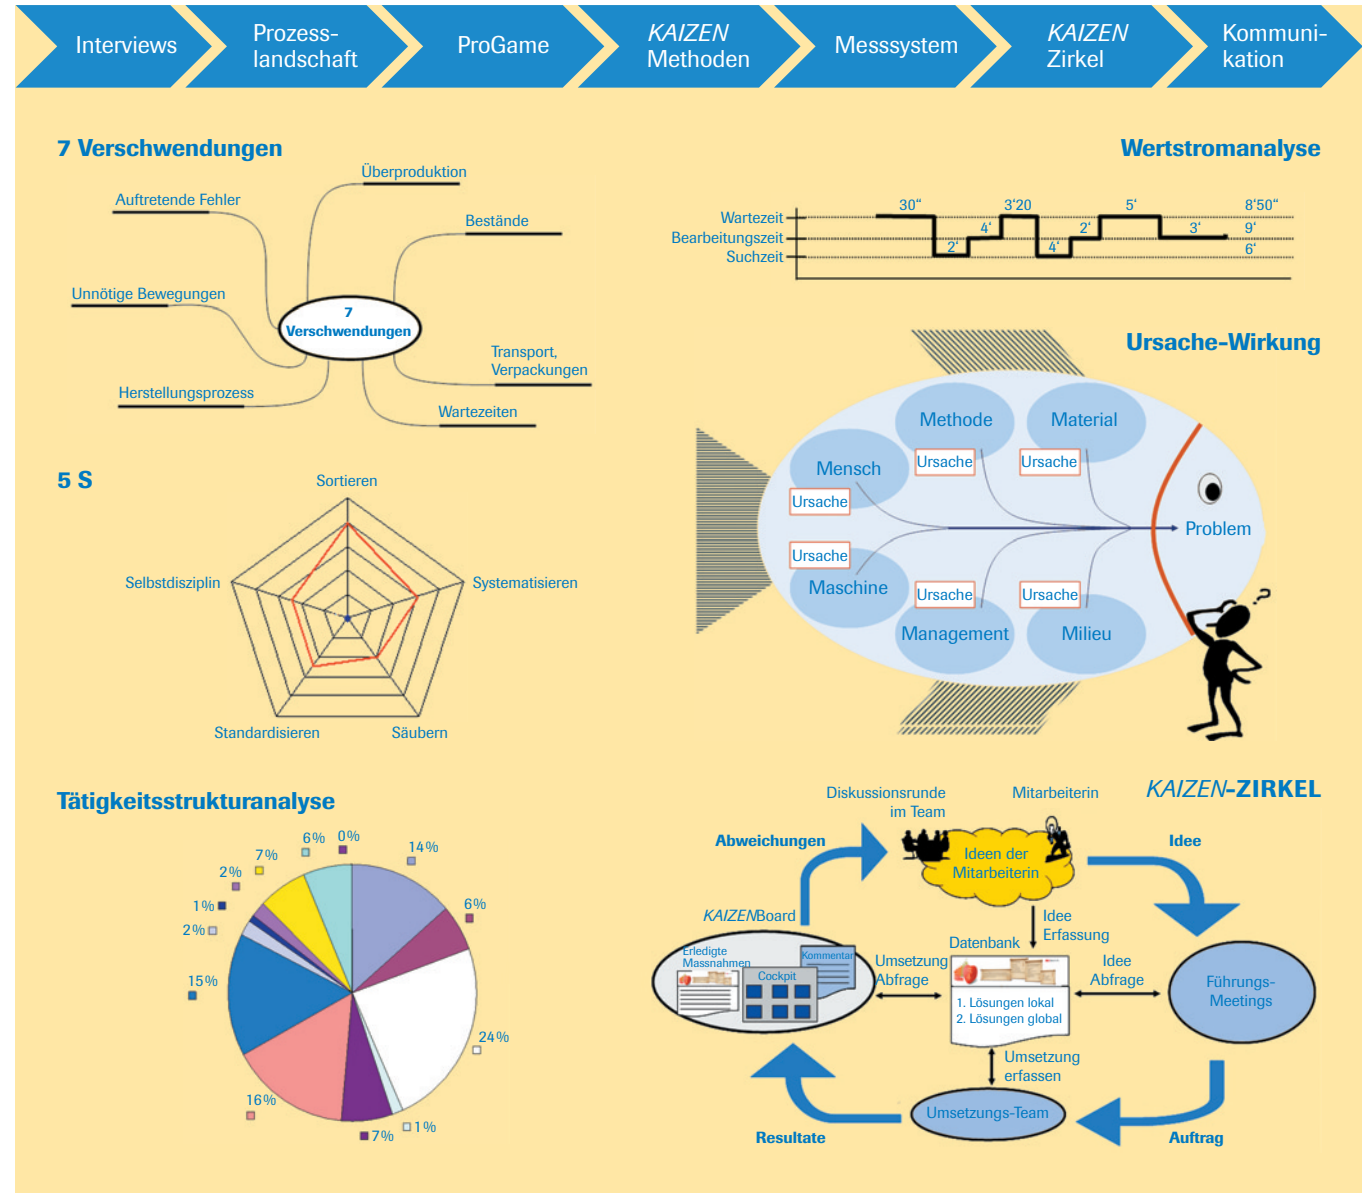 Interviews
Prozess-
landschaft
ProGame
KAIZEN
Methoden
Messsystem
KAIZEN
Zirkel
Kommuni-
kation
7 Verschwendungen
Überproduktion
Auftretende Fehler
Bestände
Unnötige Bewegungen
7
Verschwendungen
Transport,
Verpackungen
Herstellungsprozess
Wartezeiten
Wertstromanalyse
30“ 3‘20 5‘ 8‘50“
Wartezeit
4‘ 2‘ 3‘ 9‘
Bearbeitungszeit
2‘ 4‘ 6‘
Suchzeit
Ursache-Wirkung
Methode
Material
Ursache
Ursache
Mensch
Ursache
Problem
Ursache
Maschine
Ursache
Ursache
Management
Milieu
?
5 S
Sortieren
Selbstdisziplin
Systematisieren
Standardisieren
Säubern
Tätigkeitsstrukturanalyse
0%
14%
6%
24%
1%
7%
16%
15%
2%
1%
2%
7%
6%
KAIZEN-ZIRKEL
Diskussionsrunde
im Team
Mitarbeiterin
Abweichungen
Ideen der
Mitarbeiterin
Idee
KAIZENBoard
Idee
Erfassung
Erledigte
Massnahmen
Kommentar
Cockpit
Umsetzung
Abfrage
Datenbank
1. Lösungen lokal
2. Lösungen global
Idee
Abfrage
Führungs-
Meetings
Umsetzung
erfassen
Umsetzungs-Team
Resultate
Auftrag